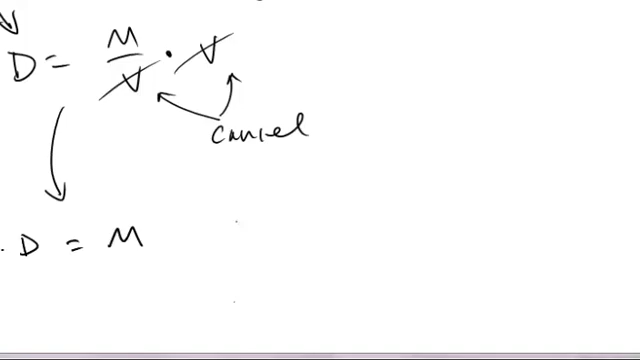 D = M/V · V
cancel
. D = M